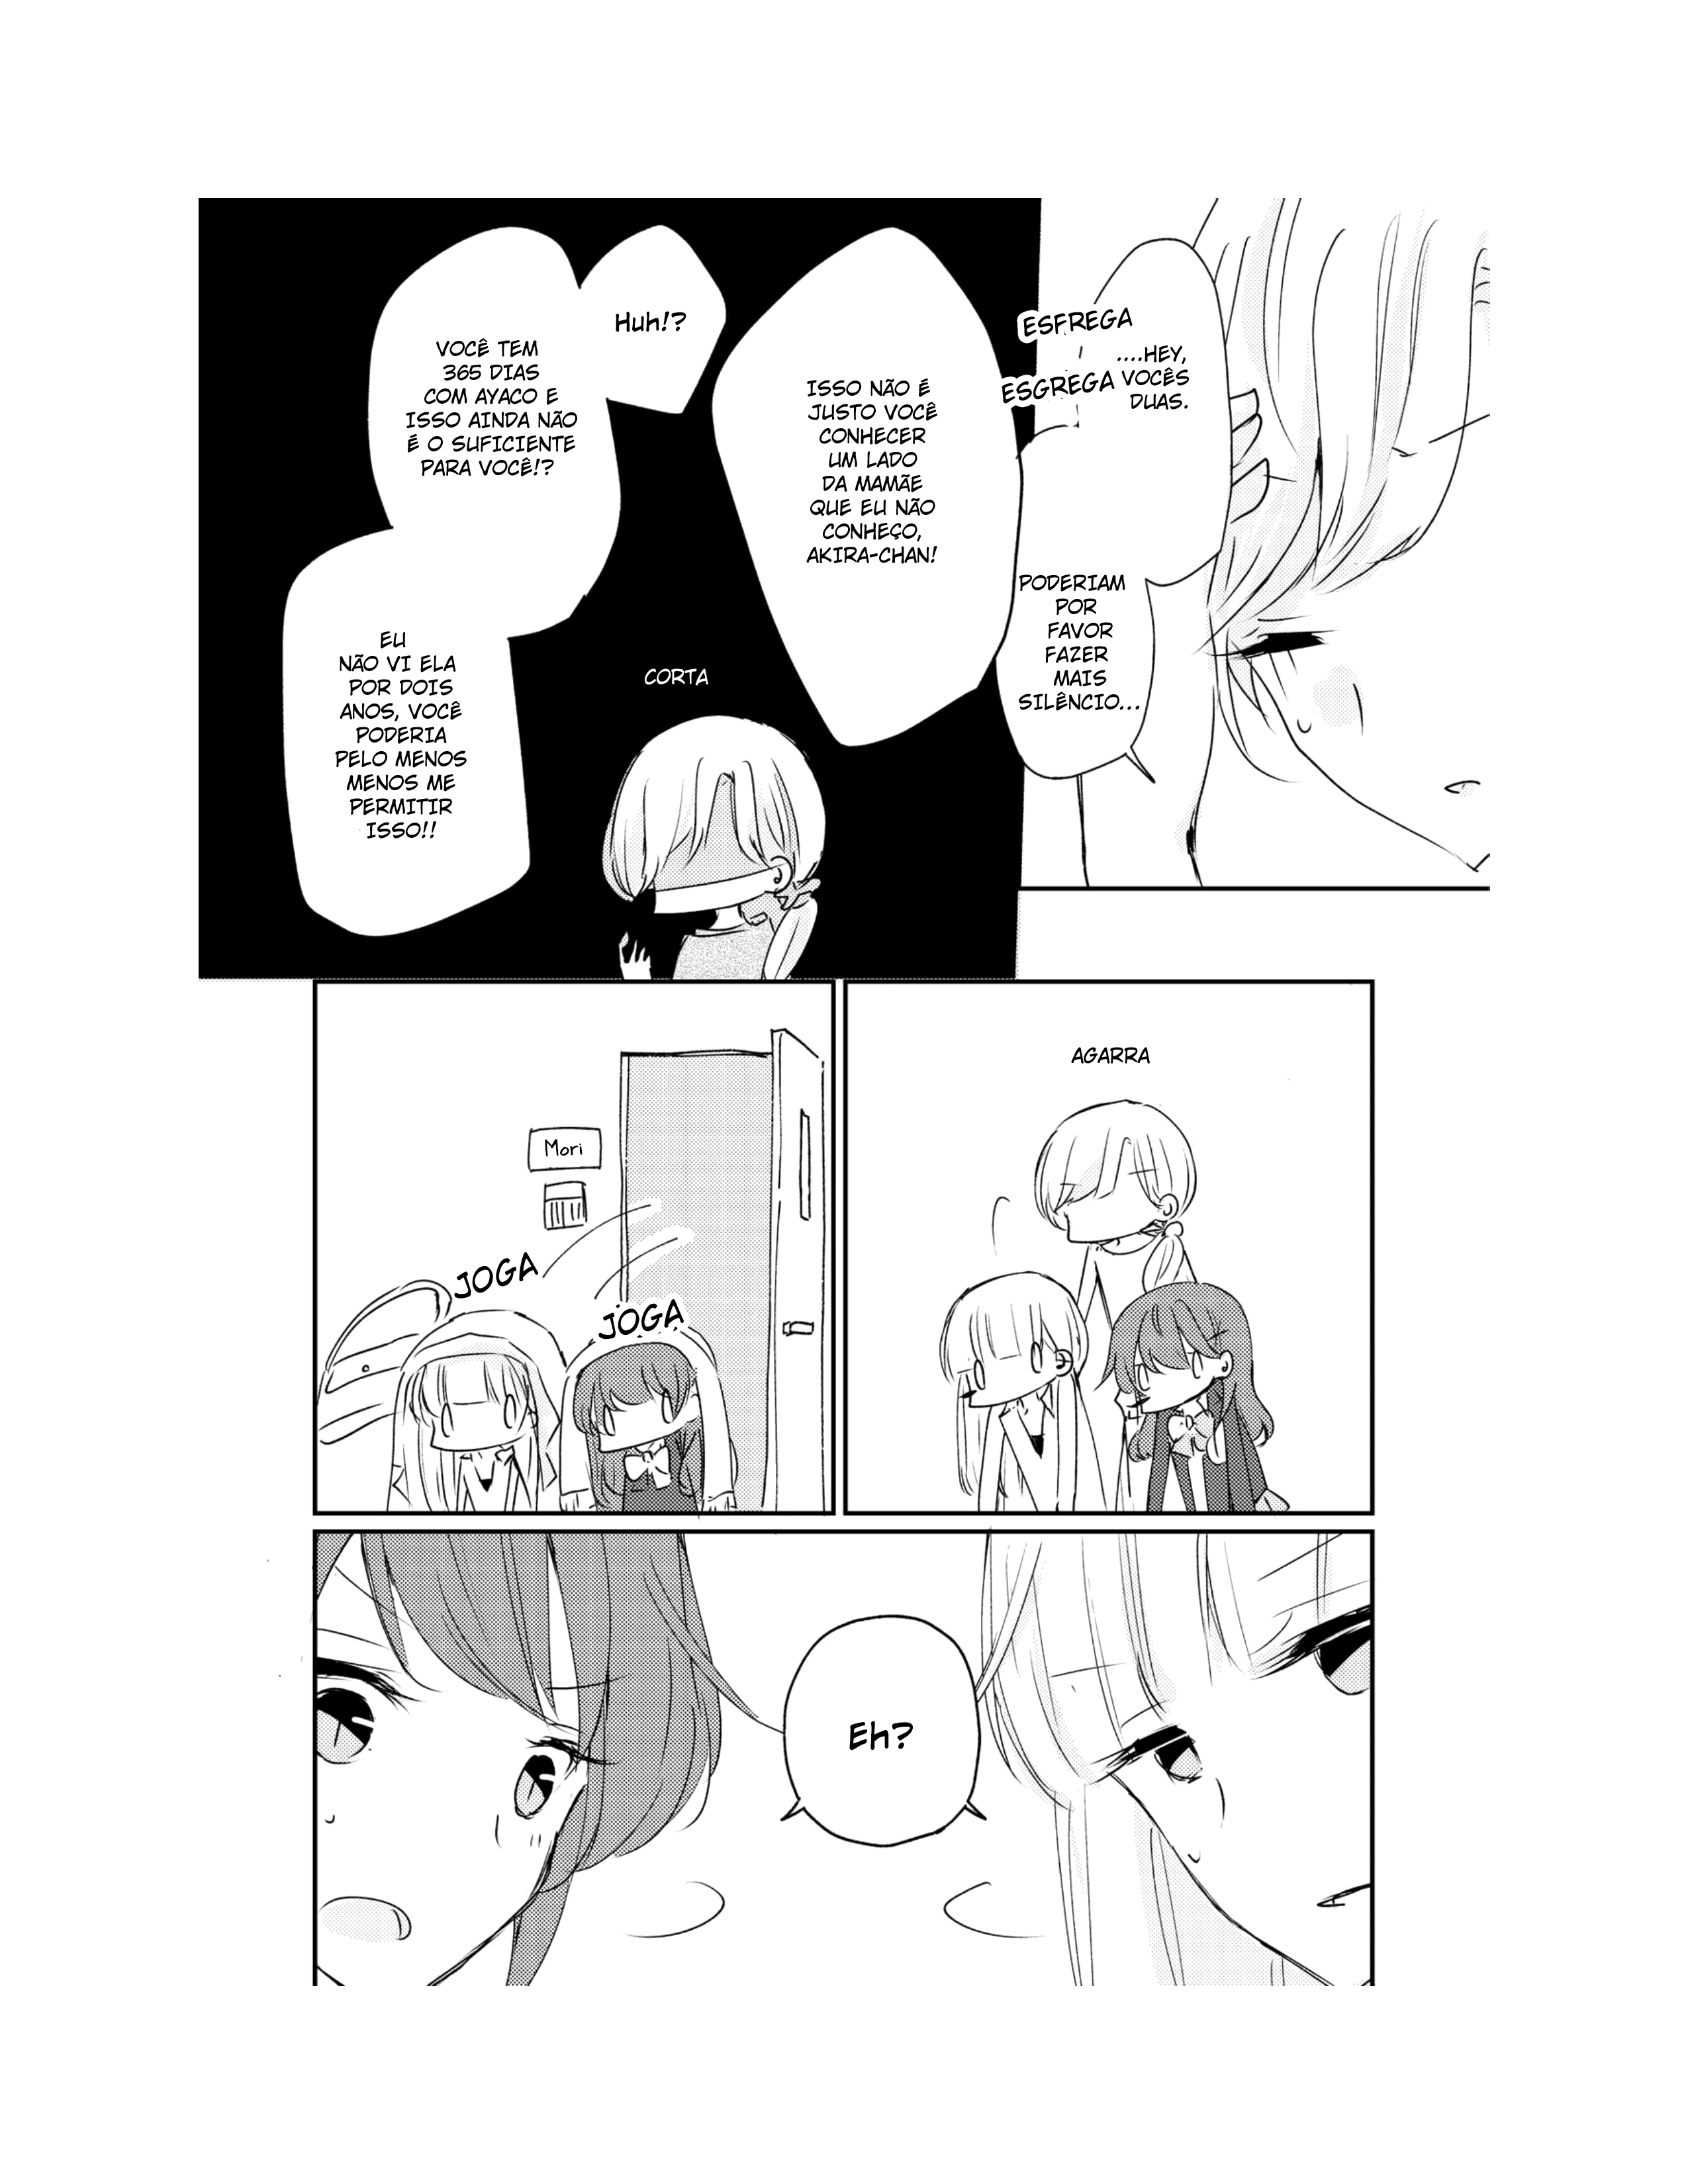 ESFREGA
ESGREGA
....HEY,
VOCÊS
DUAS.
PODERIAM
POR
FAVOR
FAZER
MAIS
SILÊNCIO...
ISSO NÃO É
JUSTO VOCÊ
CONHECER
UM LADO
DA MAMÃE
QUE EU NÃO
CONHEÇO,
AKIRA-CHAN!
Huh!?
VOCÊ TEM
365 DIAS
COM AYACO E
ISSO AINDA NÃO
É O SUFICIENTE
PARA VOCÊ!?
EU
NÃO VI ELA
POR DOIS
ANOS, VOCÊ
PODERIA
PELO MENOS
MENOS ME
PERMITIR
ISSO!!
CORTA
AGARRA
Mori
JOGA
JOGA
Eh?